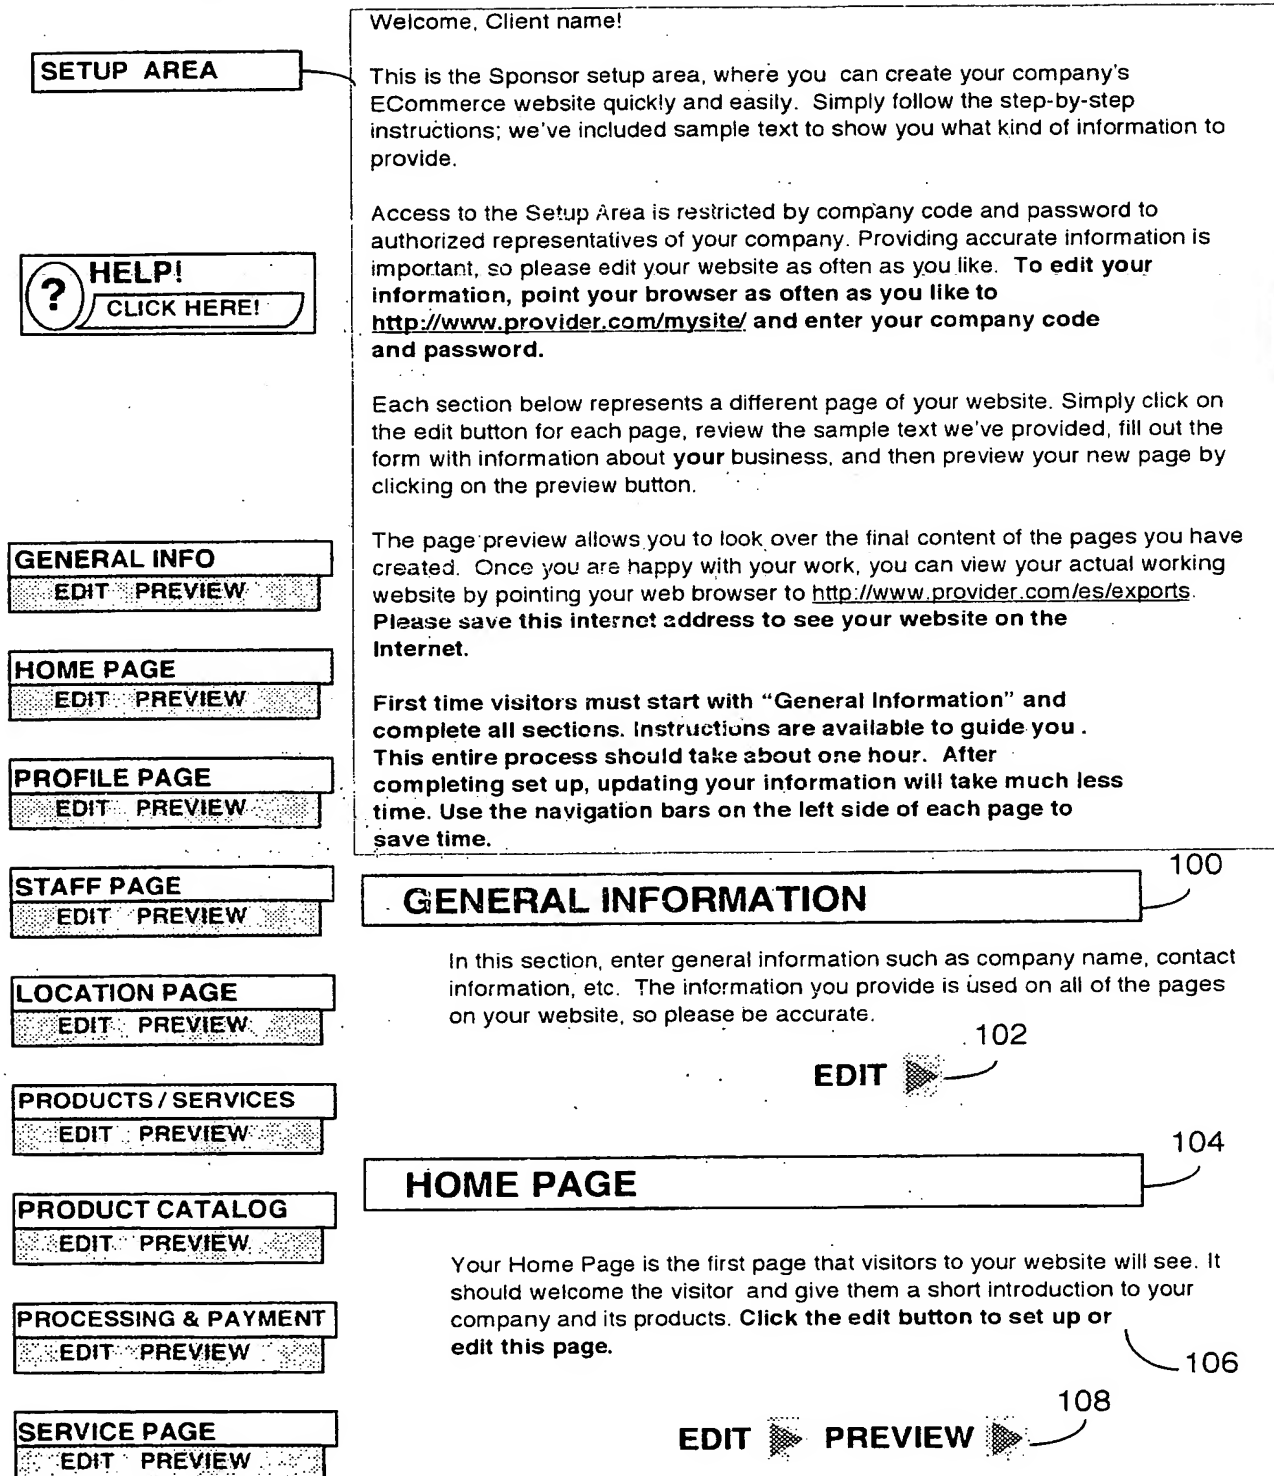 SETUP AREA
HELP!
?
CLICK HERE!
GENERAL INFO
EDIT PREVIEW
HOME PAGE
EDIT PREVIEW
PROFILE PAGE
EDIT PREVIEW
STAFF PAGE
EDIT PREVIEW
LOCATION PAGE
EDIT PREVIEW
PRODUCTS / SERVICES
EDIT PREVIEW
PRODUCT CATALOG
EDIT PREVIEW
PROCESSING & PAYMENT
EDIT PREVIEW
SERVICE PAGE
EDIT PREVIEW
Welcome, Client name!
This is the Sponsor setup area, where you can create your company's
ECommerce website quickly and easily. Simply follow the step-by-step
instructions; we've included sample text to show you what kind of information to
provide.
Access to the Setup Area is restricted by company code and password to
authorized representatives of your company. Providing accurate information is
important, so please edit your website as often as you like. To edit your
information, point your browser as often as you like to
http://www.provider.com/mysite/ and enter your company code
and password.
Each section below represents a different page of your website. Simply click on
the edit button for each page, review the sample text we've provided, fill out the
form with information about your business, and then preview your new page by
clicking on the preview button.
The page preview allows you to look over the final content of the pages you have
created. Once you are happy with your work, you can view your actual working
website by pointing your web browser to http://www.provider.com/es/exports.
Please save this internet address to see your website on the
Internet.
First time visitors must start with “General Information” and
complete all sections. Instructions are available to guide you .
This entire process should take about one hour. After
completing set up, updating your information will take much less
time. Use the navigation bars on the left side of each page to
save time.
100
GENERAL INFORMATION
In this section, enter general information such as company name, contact
information, etc. The information you provide is used on all of the pages
on your website, so please be accurate.
102
EDIT
104
HOME PAGE
Your Home Page is the first page that visitors to your website will see. It
should welcome the visitor and give them a short introduction to your
company and its products. Click the edit button to set up or
edit this page.
106
108
EDIT PREVIEW